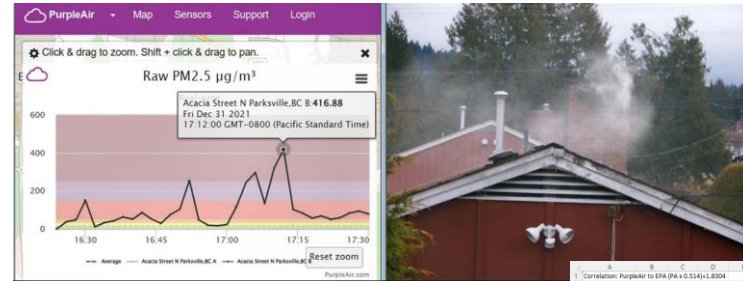 PurpleAir Map Sensors Support Login
Click & drag to zoom. Shift + click & drag to pan.
Raw PM2.5 µg/m³
Acacia Street N Parksville,BC B:416.88
Fri Dec 31 2021
17:12:00 GMT-0800 (Pacific Standard Time)
600
400
200
0
16:30 16:45 17:00 17:15 17:30
Average Acacia Street N Parksville,BC A Acacia Street N Parksville,BC B
Reset zoom
PurpleAir.com
A B C D
1 Correlation: PurpleAir to EPA (PA x 0.514)+1.8304